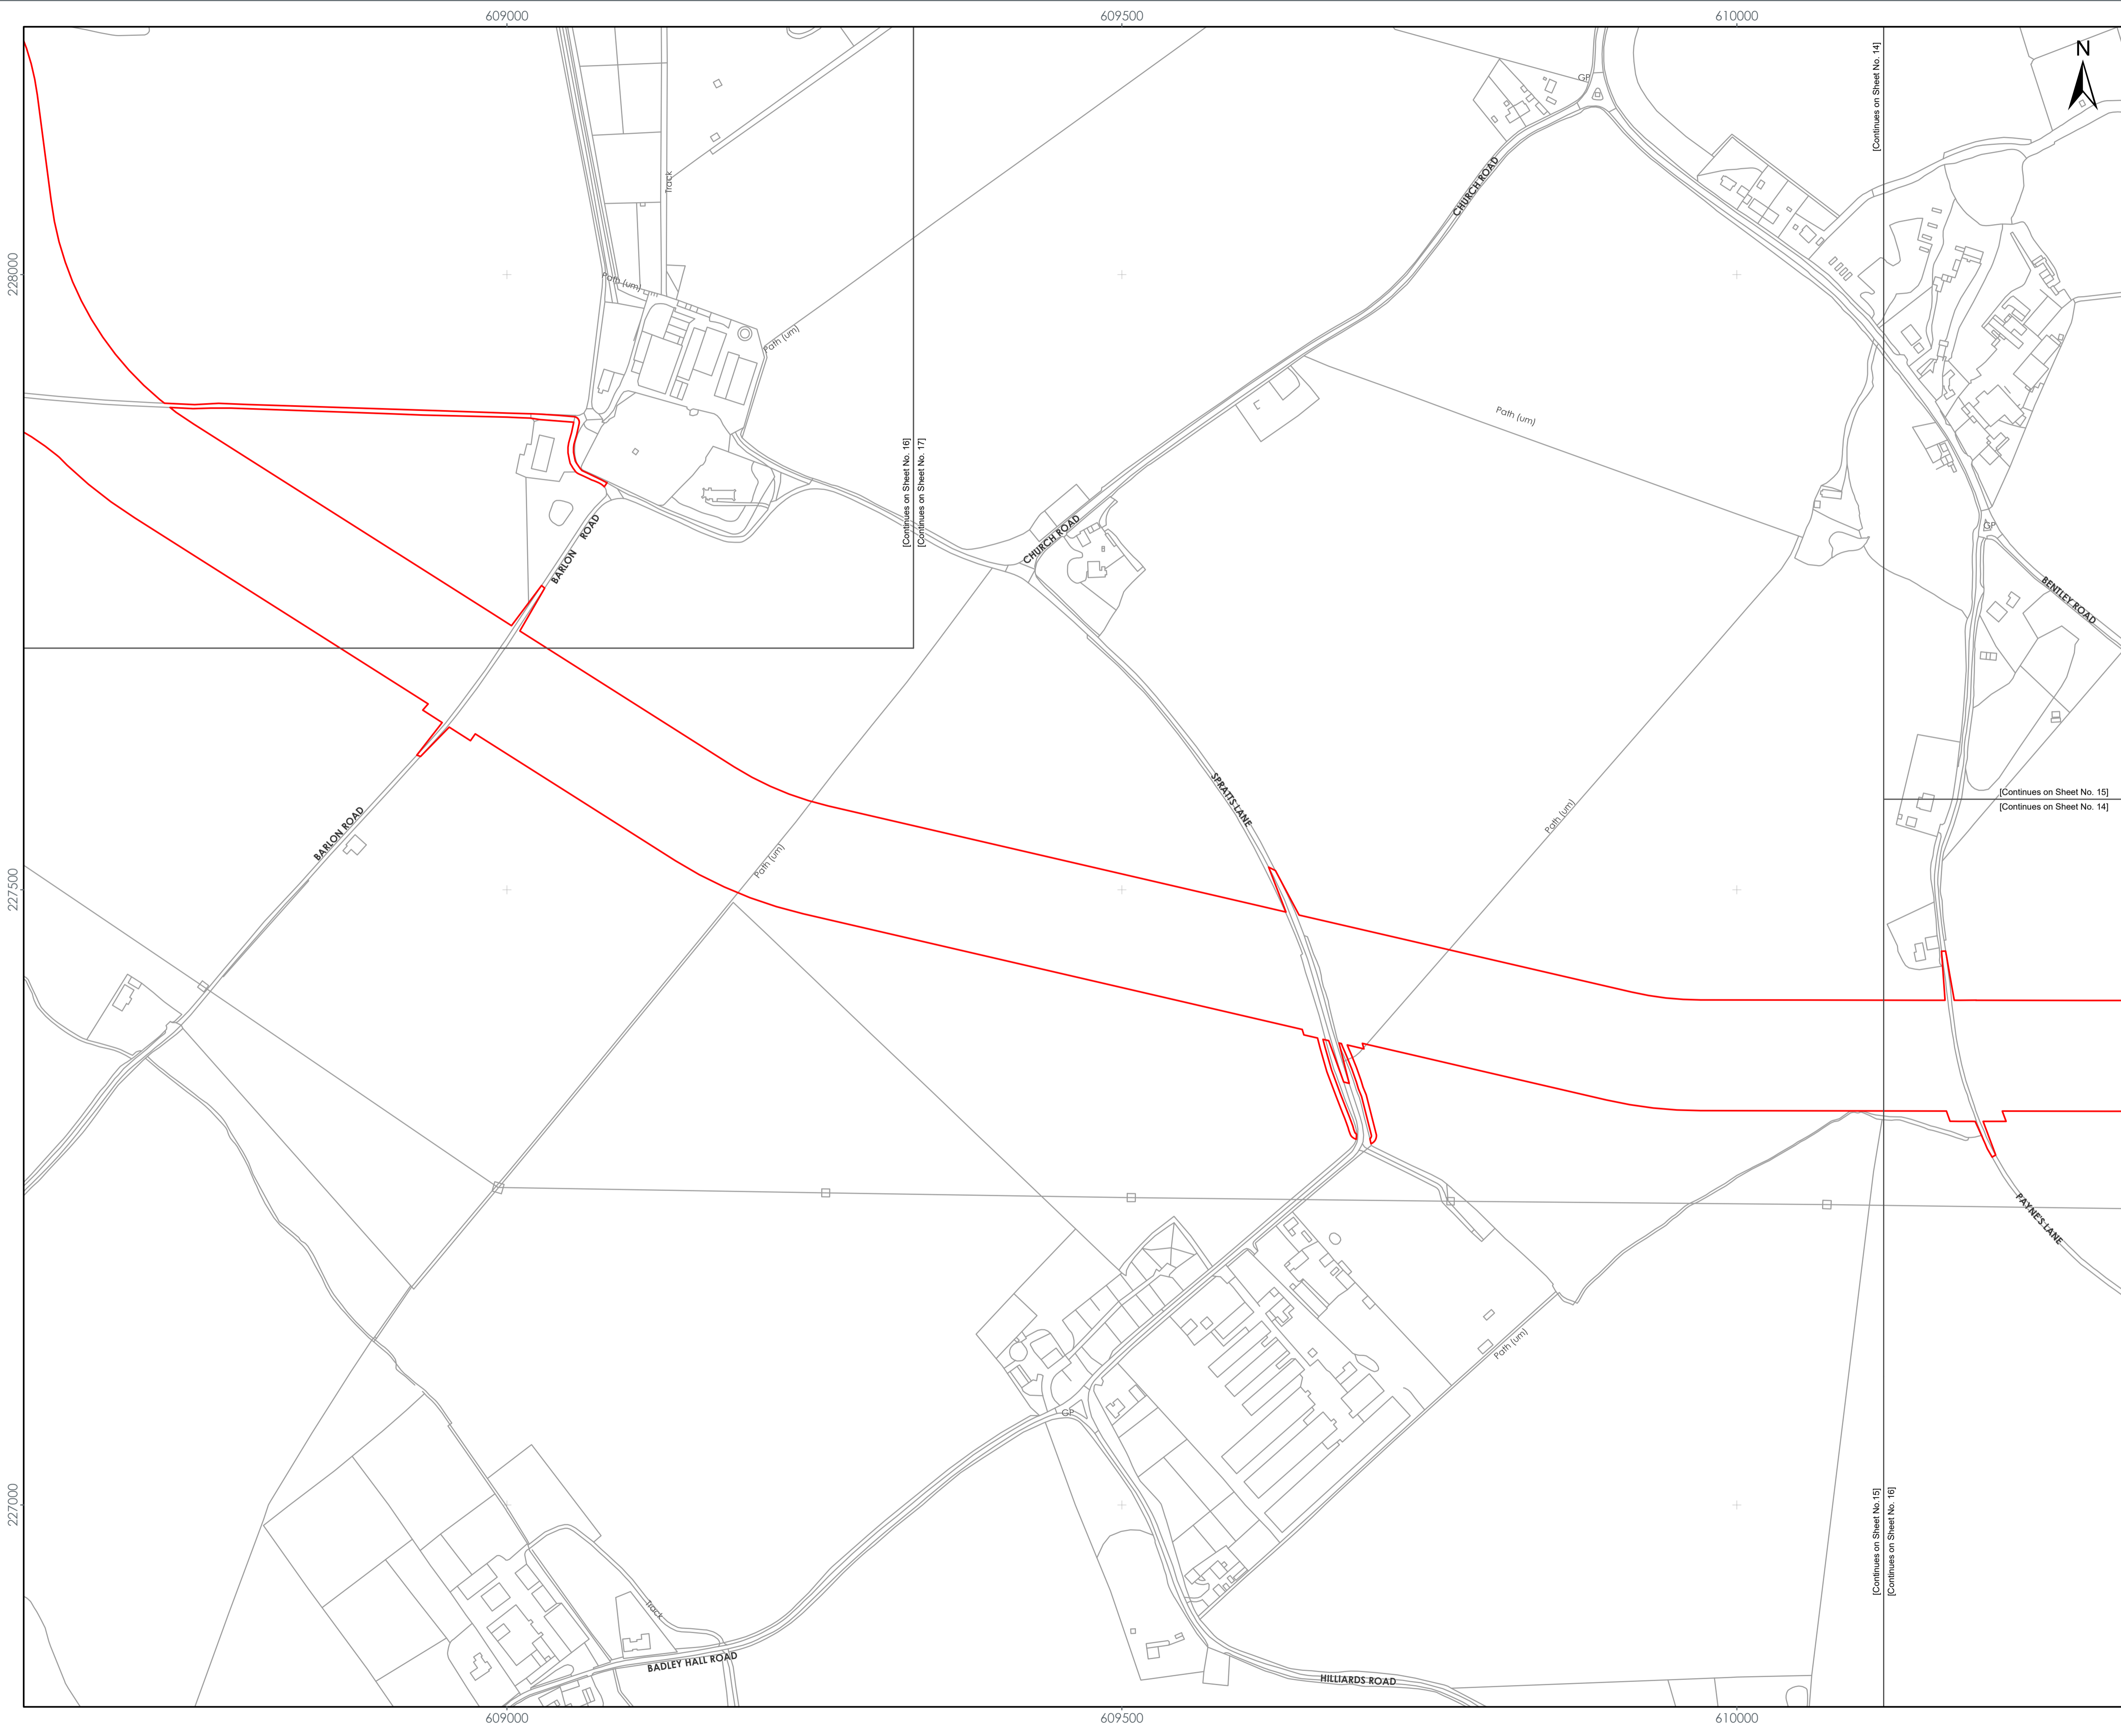 609000
609500
610000
N
[Continues on Sheet No. 14]
GP
CHURCH ROAD
Track
228000
Path (um)
Path (um)
Path (um)
[Continues on Sheet No. 16]
[Continues on Sheet No. 17]
BARLON ROAD
CHURCH ROAD
GP
BENTLEY ROAD
SPRATTS LANE
[Continues on Sheet No. 15]
[Continues on Sheet No. 14]
BARLON ROAD
Path (um)
Path (um)
227500
PAYNE'S LANE
Path (um)
GP
227000
[Continues on Sheet No.15]
[Continues on Sheet No. 16]
Track
BADLEY HALL ROAD
HILLIARDS ROAD
609000
609500
610000